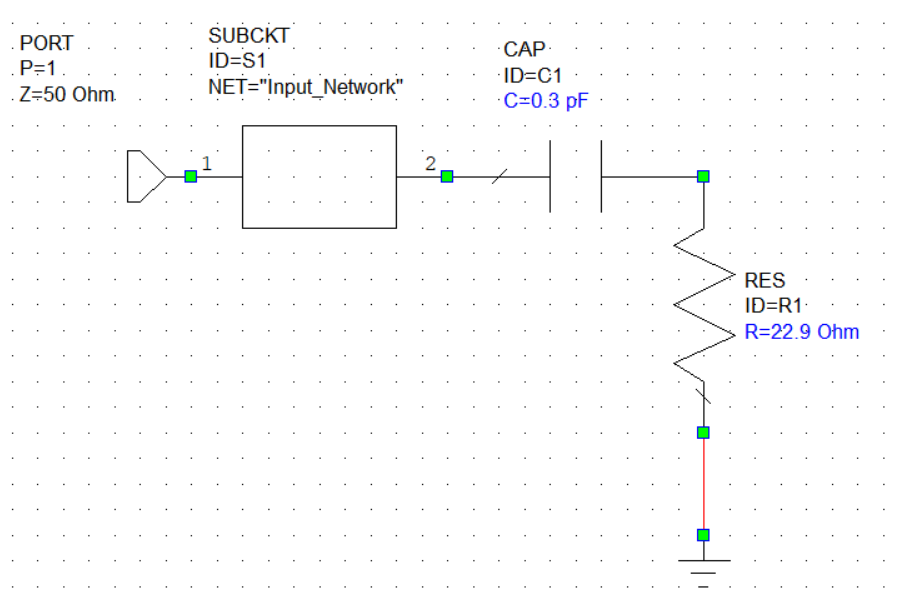 PORT
P=1
Z=50 Ohm
SUBCKT
ID=S1
NET="Input_Network"
CAP
ID=C1
C=0.3 pF
1
2
RES
ID=R1
R=22.9 Ohm